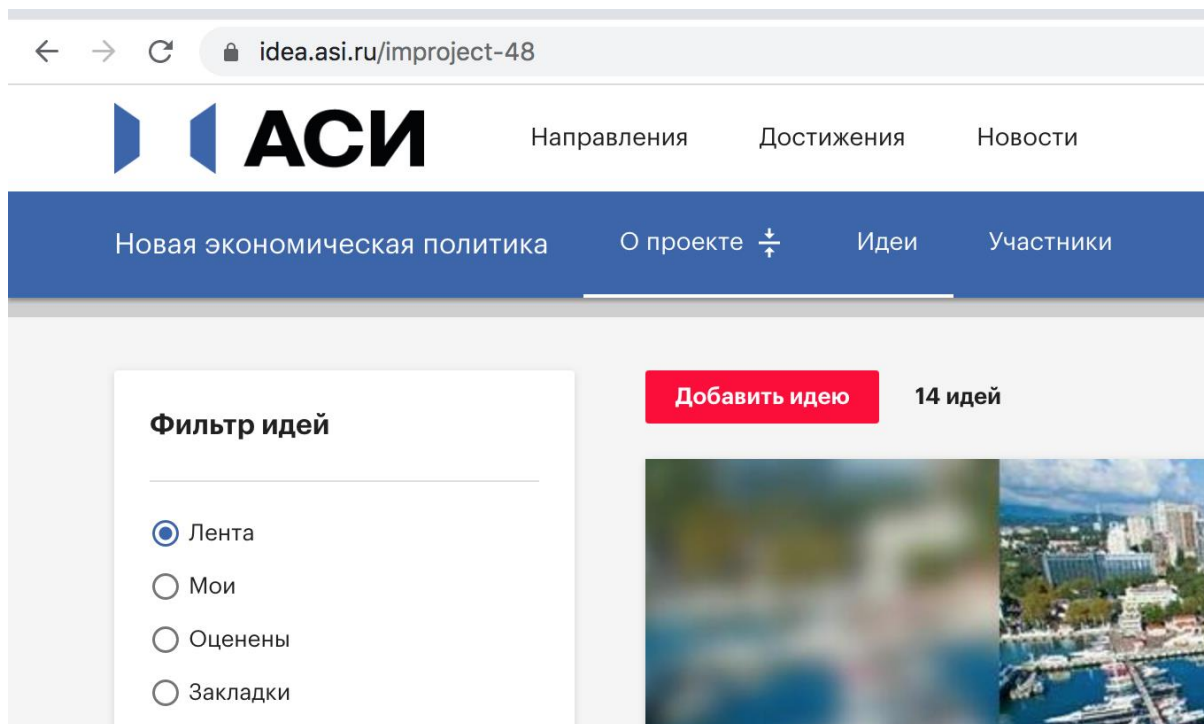 idea.asi.ru/improject-48
АСИ Направления Достижения Новости
Новая экономическая политика О проекте Идеи Участники
Добавить идею 14 идей
Фильтр идей
Лента
Мои
Оценены
Закладки